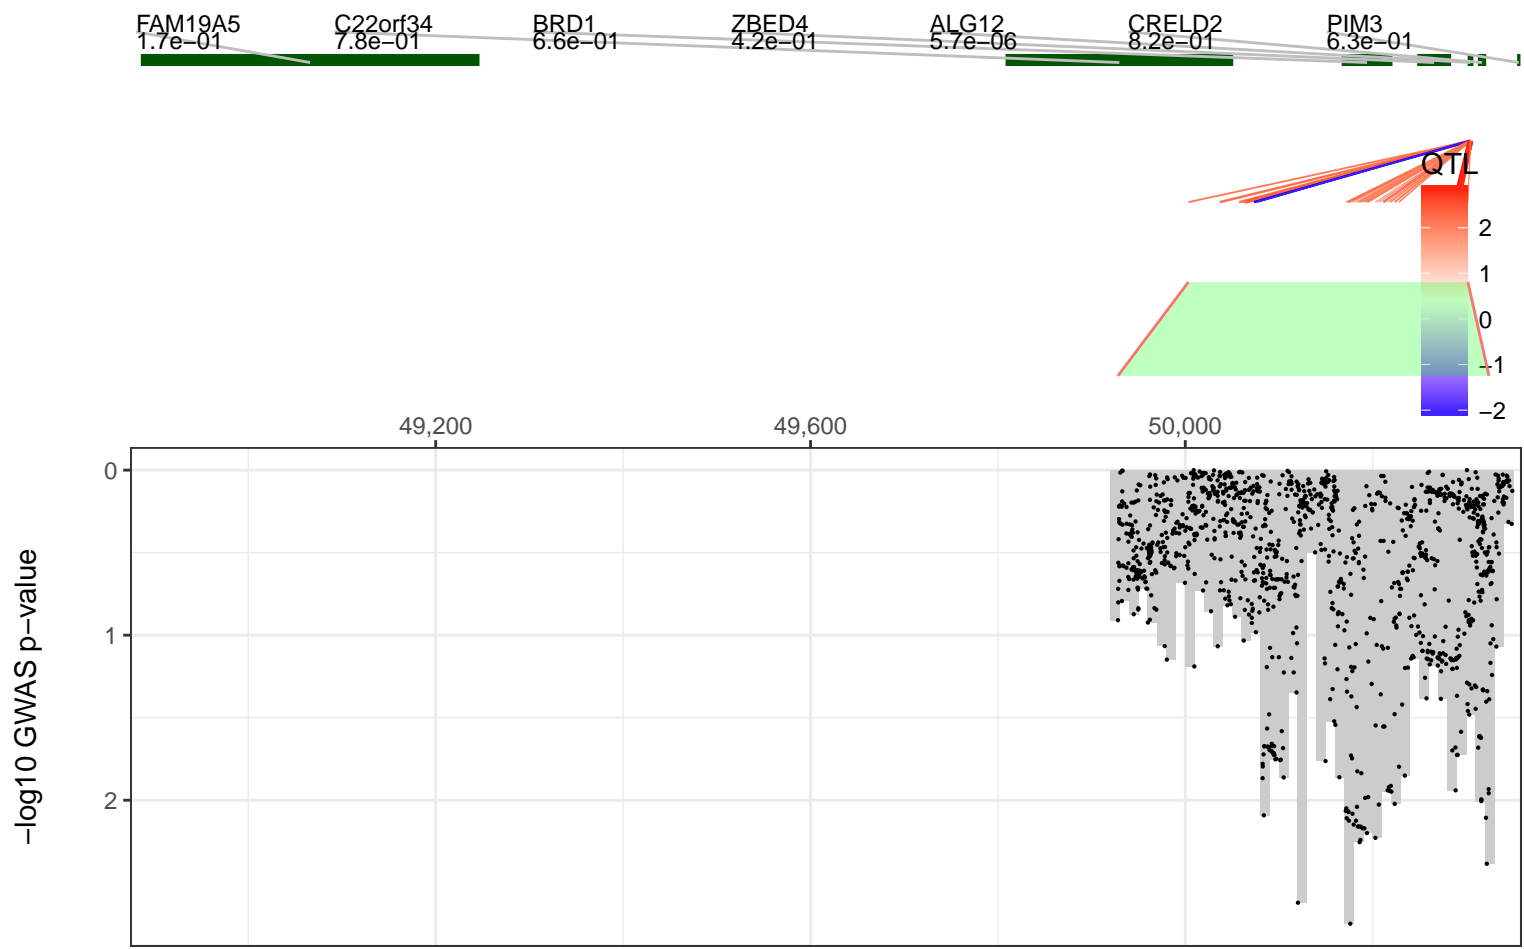 FAM19A5 C22orf34 BRD1 ZBED4 ALG12 CRELD2 PIM3
1.7e−01 7.8e−01 6.6e−01 4.2e−01 5.7e−06 8.2e−01 6.3e−01
QTL
2
1
0
−1
−2
49,200 49,600 50,000
0
1
2
−log10 GWAS p−value